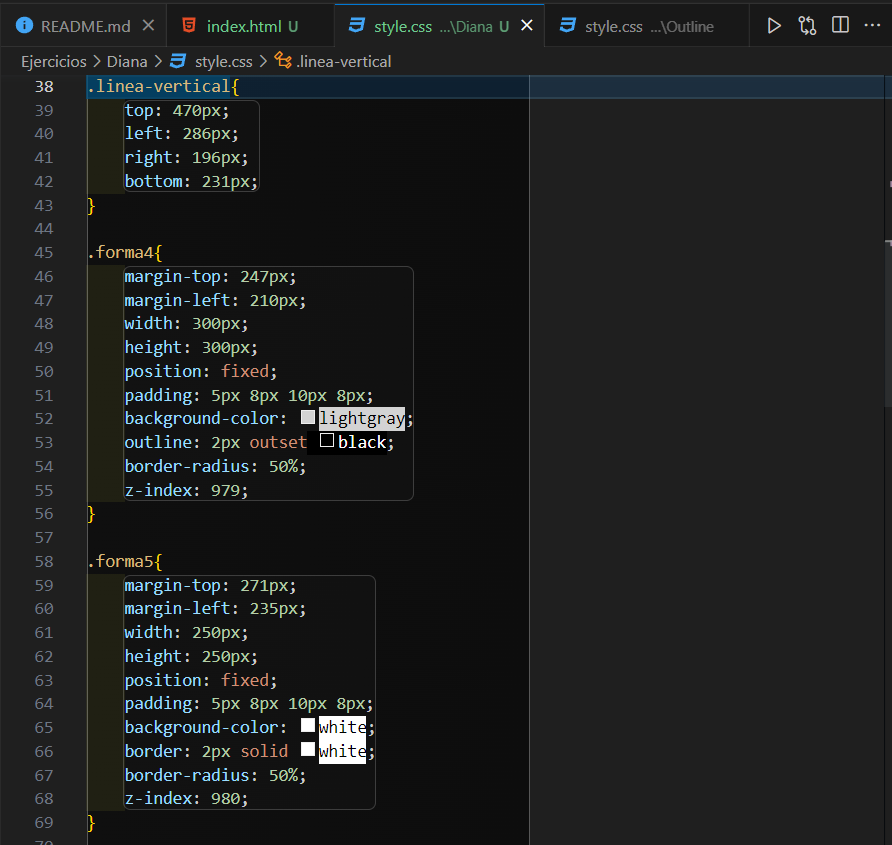 README.md
index.html U
style.css ...\Diana U
style.css ...\Outline
Ejercicios > Diana > style.css > .linea-vertical
38 .linea-vertical{
39 top: 470px;
40 left: 286px;
41 right: 196px;
42 bottom: 231px;
43 }
44
45 .forma4{
46 margin-top: 247px;
47 margin-left: 210px;
48 width: 300px;
49 height: 300px;
50 position: fixed;
51 padding: 5px 8px 10px 8px;
52 background-color: lightgray;
53 outline: 2px outset black;
54 border-radius: 50%;
55 z-index: 979;
56 }
57
58 .forma5{
59 margin-top: 271px;
60 margin-left: 235px;
61 width: 250px;
62 height: 250px;
63 position: fixed;
64 padding: 5px 8px 10px 8px;
65 background-color: white;
66 border: 2px solid white;
67 border-radius: 50%;
68 z-index: 980;
69 }
70